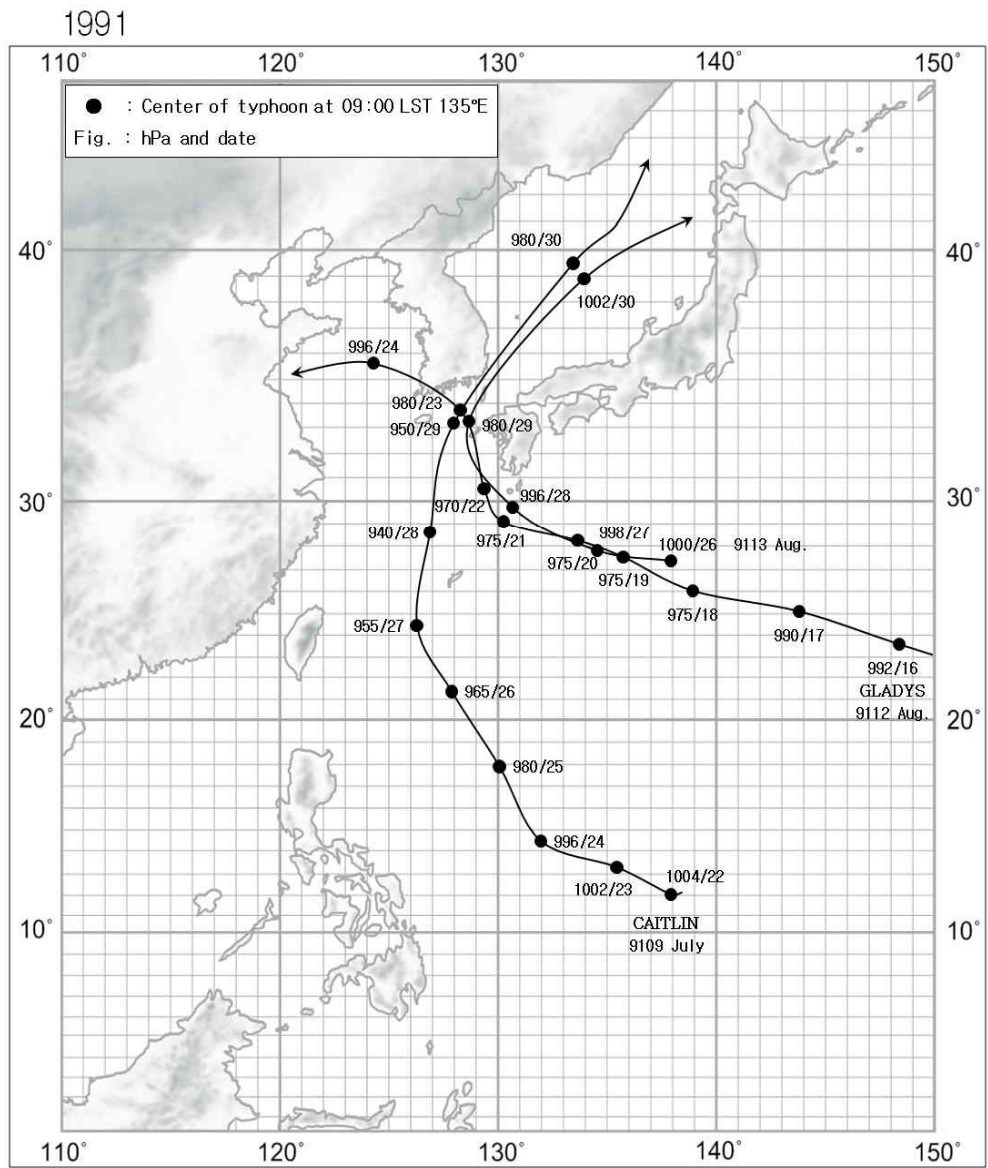 1991
110° 120° 130° 140° 150°
● : Center of typhoon at 09:00 LST 135°E
Fig. : hPa and date
980/30
40° 40°
1002/30
996/24
980/23
950/29 980/29
996/28
30° 30°
970/22
940/28 975/21 998/27
1000/26 9113 Aug.
975/20
975/19
975/18
955/27
990/17
992/16
965/26 GLADYS
9112 Aug.
20° 20°
980/25
996/24
1004/22
1002/23
CAITLIN
10° 10°
9109 July
110° 120° 130° 140° 150°